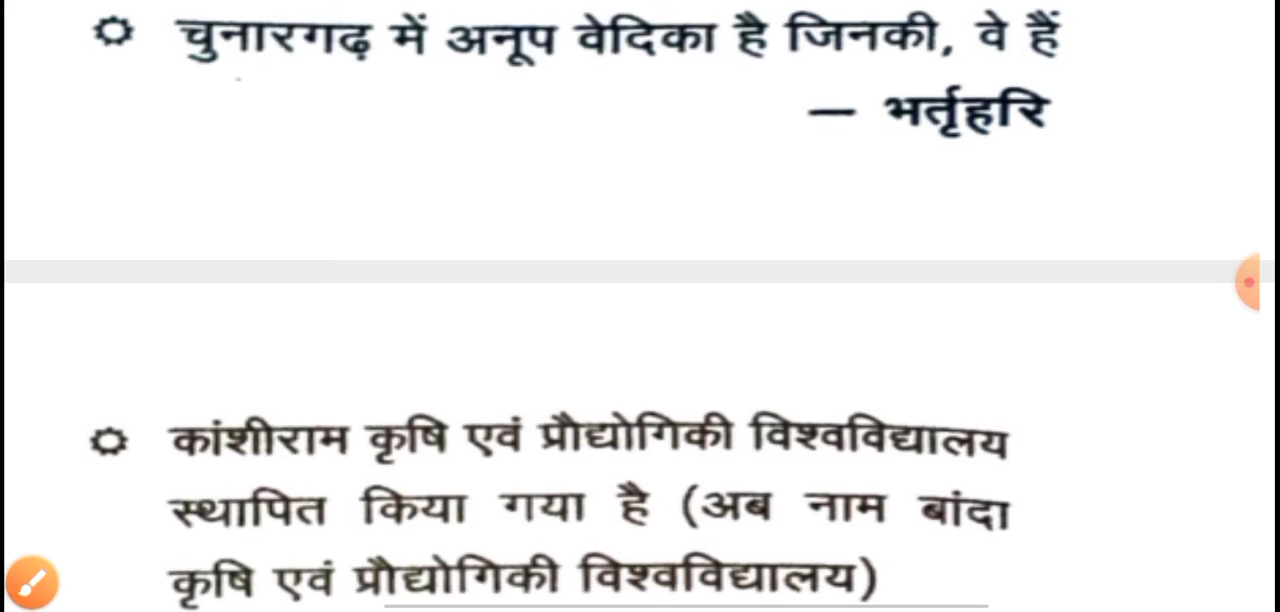 चुनारगढ़ में अनूप वेदिका है जिनकी, वे हैं
— भर्तृहरि
कांशीराम कृषि एवं प्रौद्योगिकी विश्वविद्यालय
स्थापित किया गया है (अब नाम बांदा
कृषि एवं प्रौद्योगिकी विश्वविद्यालय)